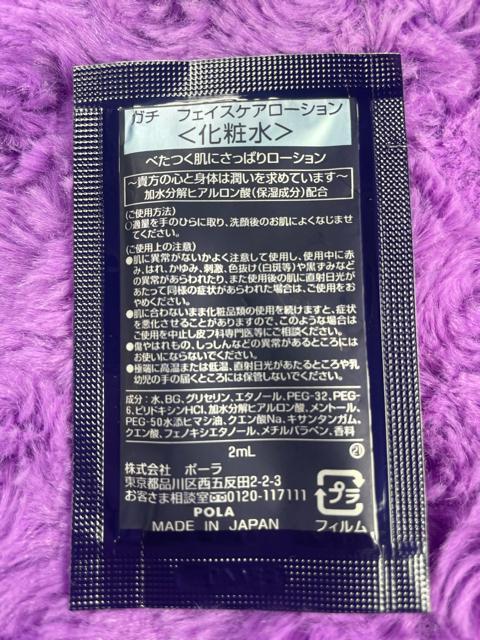 ガチ フェイスケアローション
＜化粧水＞
べたつく肌にさっぱりローション
～貴方の心と身体は潤いを求めています～
加水分解ヒアルロン酸（保湿成分）配合
〈ご使用方法〉
○適量を手のひらに取り、洗顔後のお肌によくなじませ
てください。
〈ご使用上の注意〉
●肌に異常がないかよく注意して使用し、使用中に赤
み、はれ、かゆみ、刺激、色抜け（白斑等）や黒ずみなど
の異常があらわれたり、また使用後の肌に直射日光が
あたって同様の症状があらわれた場合は、ご使用をお
やめください。
●肌に合わないまま化粧品類の使用を続けますと、症状
を悪化させることがありますので、このような場合はご
使用を中止し皮フ科専門医等にご相談ください。
●傷やはれもの、しっしんなどの異常があるところには
お使いにならないでください。
●極端に高温または低温、直射日光があたるところや乳
幼児の手の届くところには保管しないでください。
成分：水、BG、グリセリン、エタノール、PEG-32、PEG-
6、ピリドキシンHCl、加水分解ヒアルロン酸、メントール、
PEG-50水添ヒマシ油、クエン酸Na、キサンタンガム、
クエン酸、フェノキシエタノール、メチルパラベン、香料
2mL
株式会社 ポーラ
東京都品川区西五反田2-2-3
お客さま相談室 0120-117111
POLA
MADE IN JAPAN
プラ
フィルム